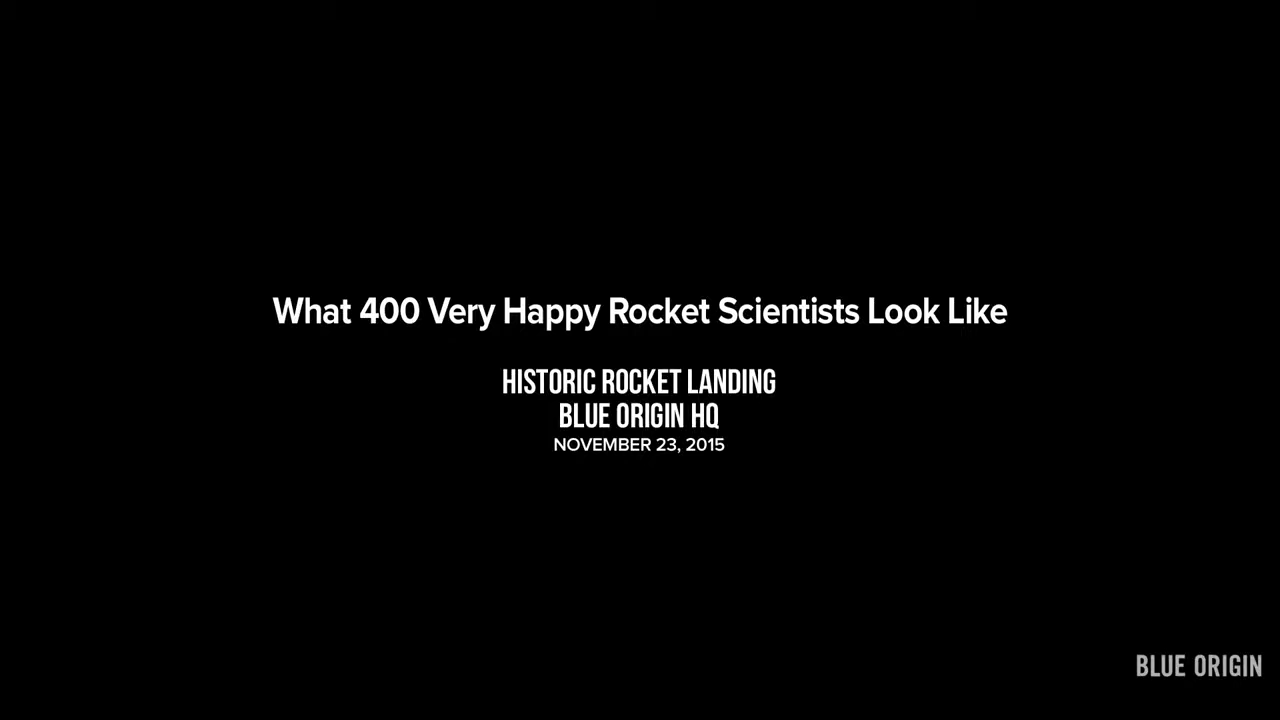 What 400 Very Happy Rocket Scientists Look Like
HISTORIC ROCKET LANDING
BLUE ORIGIN HQ
NOVEMBER 23, 2015
BLUE ORIGIN